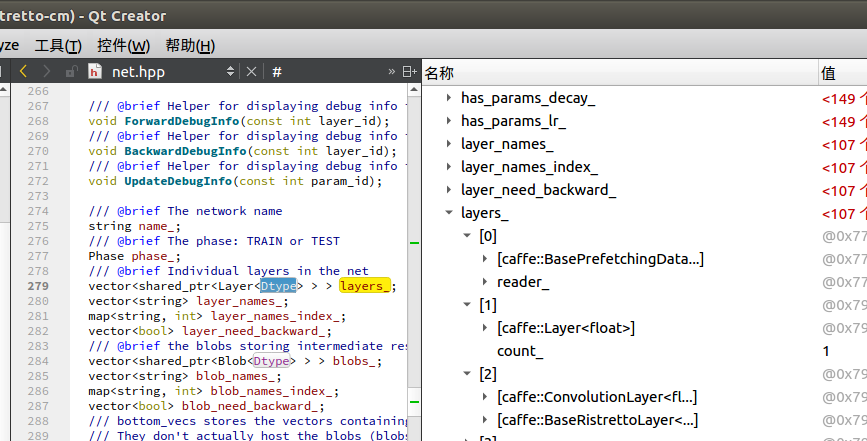 tretto-cm) - Qt Creator
yze 工具(T) 控件(W) 帮助(H)
net.hpp #
266
267 /// @brief Helper for displaying debug info
268 void ForwardDebugInfo(const int layer_id);
269 /// @brief Helper for displaying debug info
270 void BackwardDebugInfo(const int layer_id);
271 /// @brief Helper for displaying debug info
272 void UpdateDebugInfo(const int param_id);
273
274 /// @brief The network name
275 string name_;
276 /// @brief The phase: TRAIN or TEST
277 Phase phase_;
278 /// @brief Individual layers in the net
279 vector<shared_ptr<Layer<Dtype> > > layers_;
280 vector<string> layer_names_;
281 map<string, int> layer_names_index_;
282 vector<bool> layer_need_backward_;
283 /// @brief the blobs storing intermediate res
284 vector<shared_ptr<Blob<Dtype> > > blobs_;
285 vector<string> blob_names_;
286 map<string, int> blob_names_index_;
287 vector<bool> blob_need_backward_;
288 /// bottom_vecs stores the vectors containing
289 /// They don't actually host the blobs (blobs
名称 值
has_params_decay_ <149 个
has_params_lr_ <149 个
layer_names_ <107 个
layer_names_index_ <107 个
layer_need_backward_ <107 个
layers_ <107 个
[0] @0x77
[caffe::BasePrefetchingData...] @0x77
reader_ @0x77
[1] @0x79
[caffe::Layer<float>] @0x79
count_ 1
[2] @0x79
[caffe::ConvolutionLayer<fl...] @0x79
[caffe::BaseRistrettoLayer<...] @0x79